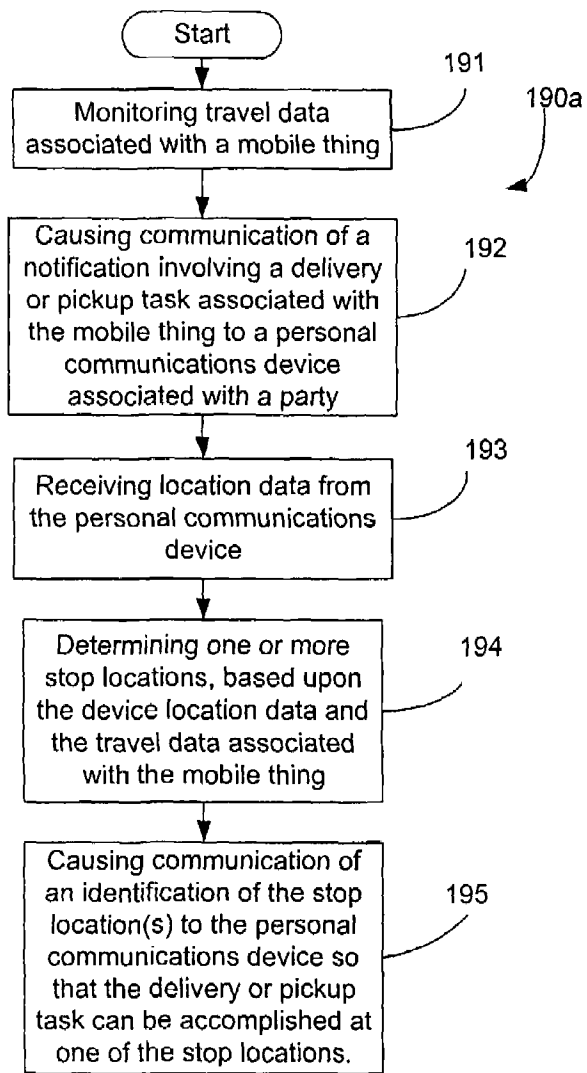 Start
191
190a
Monitoring travel data
associated with a mobile thing
192
Causing communication of a
notification involving a delivery
or pickup task associated with
the mobile thing to a personal
communications device
associated with a party
193
Receiving location data from
the personal communications
device
194
Determining one or more
stop locations, based upon
the device location data and
the travel data associated
with the mobile thing
195
Causing communication of
an identification of the stop
location(s) to the personal
communications device so
that the delivery or pickup
task can be accomplished at
one of the stop locations.